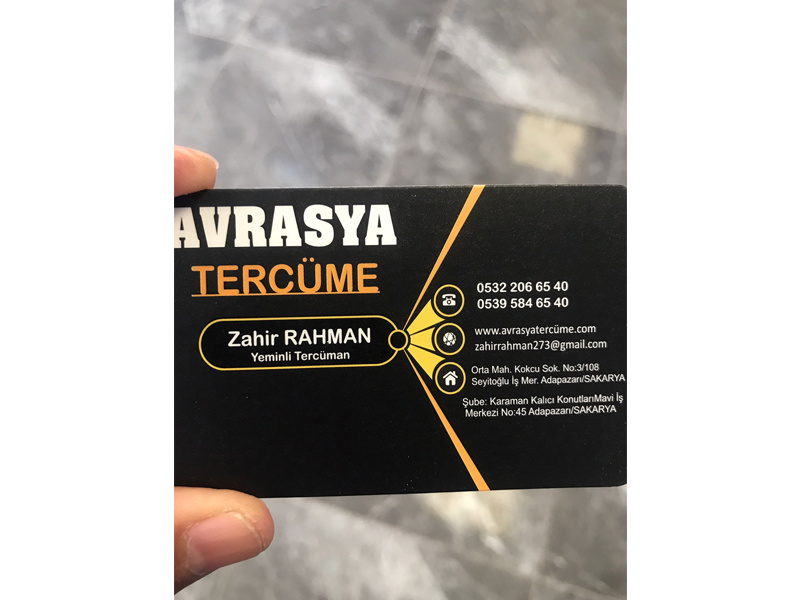 AVRASYA
TERCÜME
Zahir RAHMAN
Yeminli Tercüman
0532 206 65 40
0539 584 65 40
www.avrasyatercüme.com
zahirrahman273@gmail.com
Orta Mah. Kokcu Sok. No:3/108
Seyitoğlu İş Mer. Adapazarı/SAKARYA
Şube: Karaman Kalıcı KonutlarıMavi İş
Merkezi No:45 Adapazarı/SAKARYA